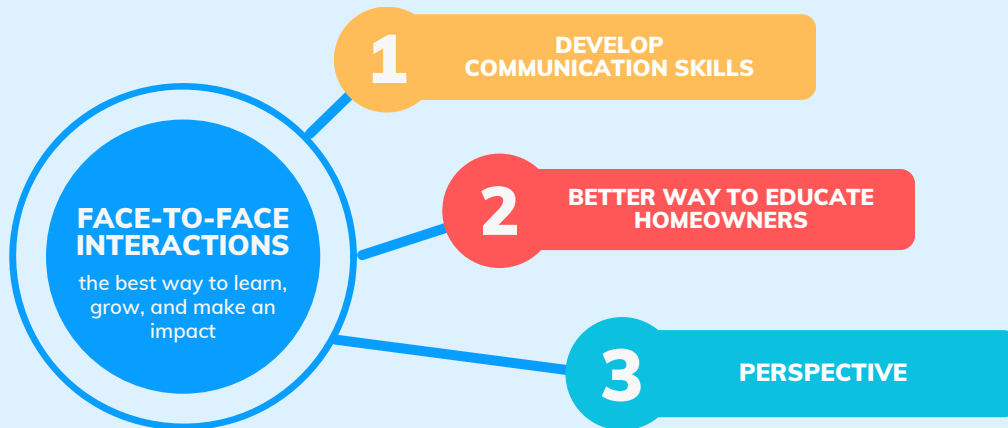 1
DEVELOP
COMMUNICATION SKILLS
FACE-TO-FACE
INTERACTIONS
the best way to learn,
grow, and make an
impact
2
BETTER WAY TO EDUCATE
HOMEOWNERS
3
PERSPECTIVE